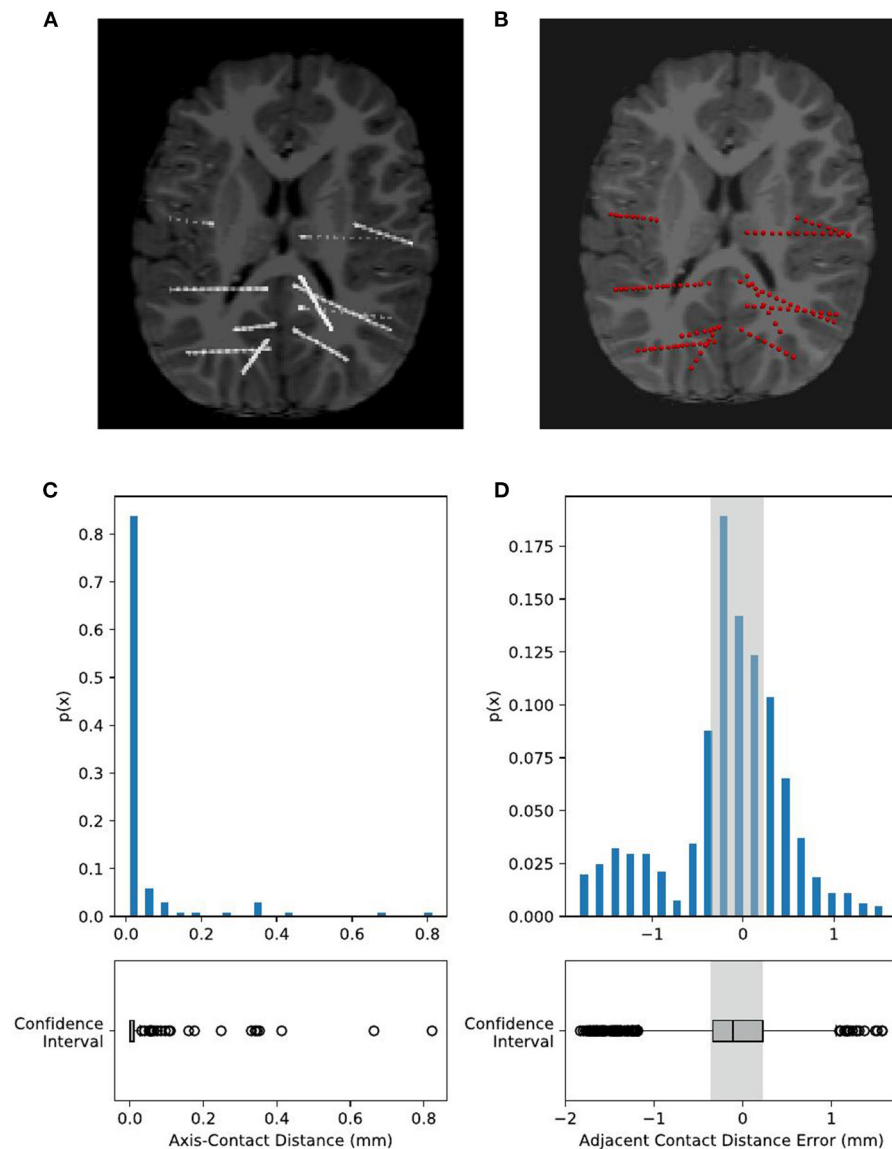 A
B
C
D
0.8
0.7
0.6
0.5
0.4
0.3
0.2
0.1
0.0
p(x)
0.0 0.2 0.4 0.6 0.8
0.175
0.150
0.125
0.100
0.075
0.050
0.025
0.000
p(x)
−1 0 1
Confidence
Interval
0.0 0.2 0.4 0.6 0.8
Axis-Contact Distance (mm)
Confidence
Interval
−2 −1 0 1
Adjacent Contact Distance Error (mm)